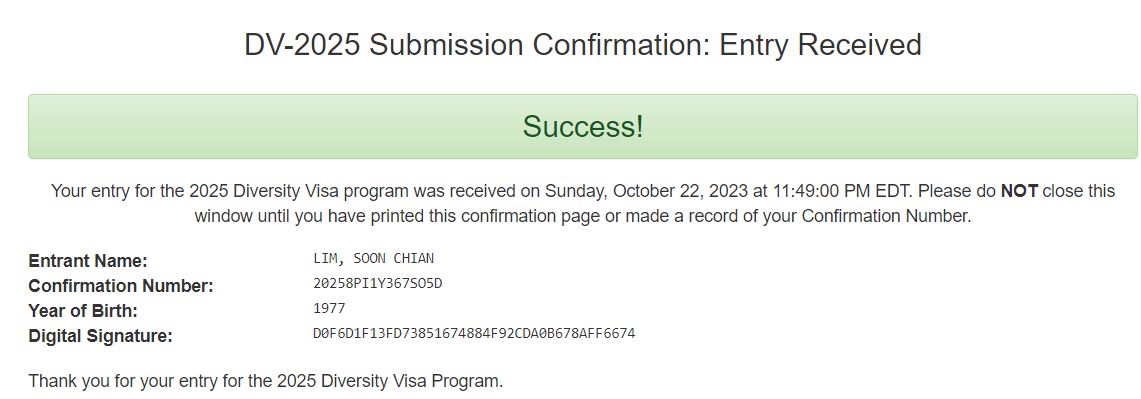 DV-2025 Submission Confirmation: Entry Received
Success!
Your entry for the 2025 Diversity Visa program was received on Sunday, October 22, 2023 at 11:49:00 PM EDT. Please do NOT close this
window until you have printed this confirmation page or made a record of your Confirmation Number.
Entrant Name: LIM, SOON CHIAN
Confirmation Number: 20258PI1Y367SO5D
Year of Birth: 1977
Digital Signature: D0F6D1F13FD73851674884F92CDA0B678AFF6674
Thank you for your entry for the 2025 Diversity Visa Program.